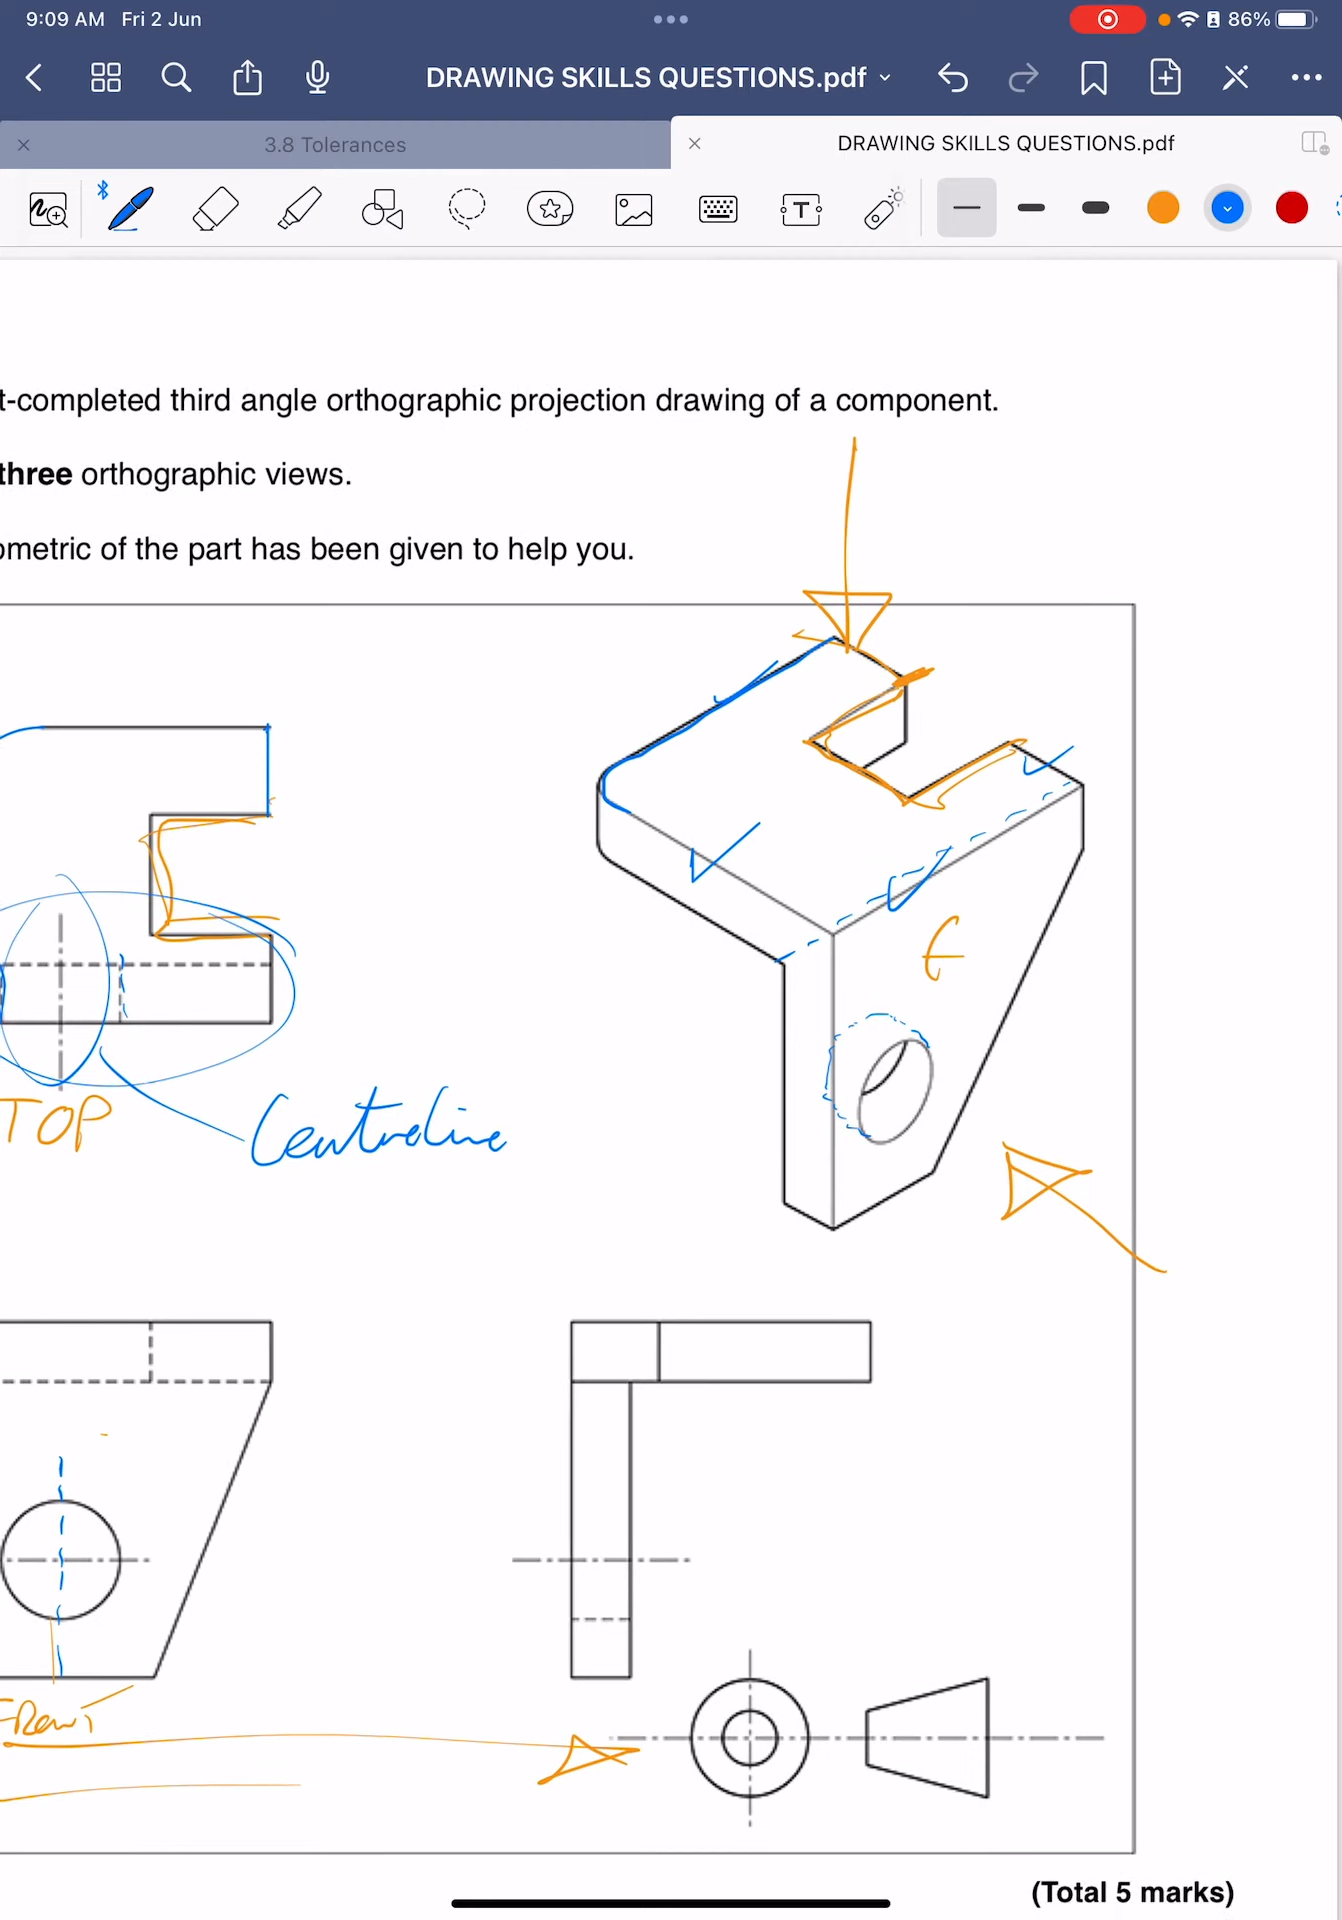 9:09 AM Fri 2 Jun
86%
DRAWING SKILLS QUESTIONS.pdf
3.8 Tolerances
DRAWING SKILLS QUESTIONS.pdf
t-completed third angle orthographic projection drawing of a component.
three orthographic views.
ometric of the part has been given to help you.
TOP
Centreline
Front
(Total 5 marks)